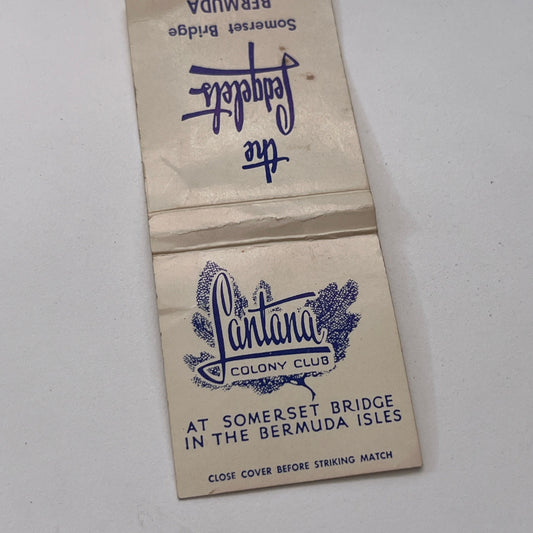 the
Ledgelets
Somerset Bridge
BERMUDA
Lantana
COLONY CLUB
AT SOMERSET BRIDGE
IN THE BERMUDA ISLES
CLOSE COVER BEFORE STRIKING MATCH